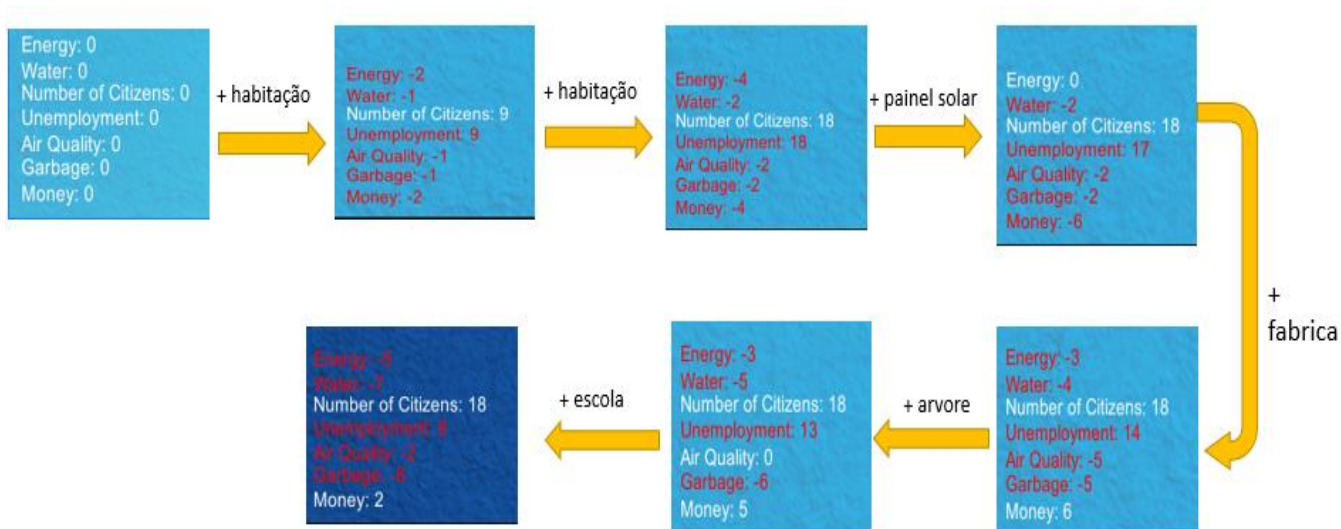 Energy: 0
Water: 0
Number of Citizens: 0
Unemployment: 0
Air Quality: 0
Garbage: 0
Money: 0
+ habitação
Energy: -2
Water: -1
Number of Citizens: 9
Unemployment: 9
Air Quality: -1
Garbage: -1
Money: -2
+ habitação
Energy: -4
Water: -2
Number of Citizens: 18
Unemployment: 18
Air Quality: -2
Garbage: -2
Money: -4
+ painel solar
Energy: 0
Water: -2
Number of Citizens: 18
Unemployment: 17
Air Quality: -2
Garbage: -2
Money: -6
+
fabrica
Energy: -3
Water: -4
Number of Citizens: 18
Unemployment: 14
Air Quality: -5
Garbage: -5
Money: 6
+ arvore
Energy: -3
Water: -5
Number of Citizens: 18
Unemployment: 13
Air Quality: 0
Garbage: -6
Money: 5
+ escola
Energy: -5
Water: -7
Number of Citizens: 18
Unemployment:
Air Quality: -2
Garbage:
Money: 2